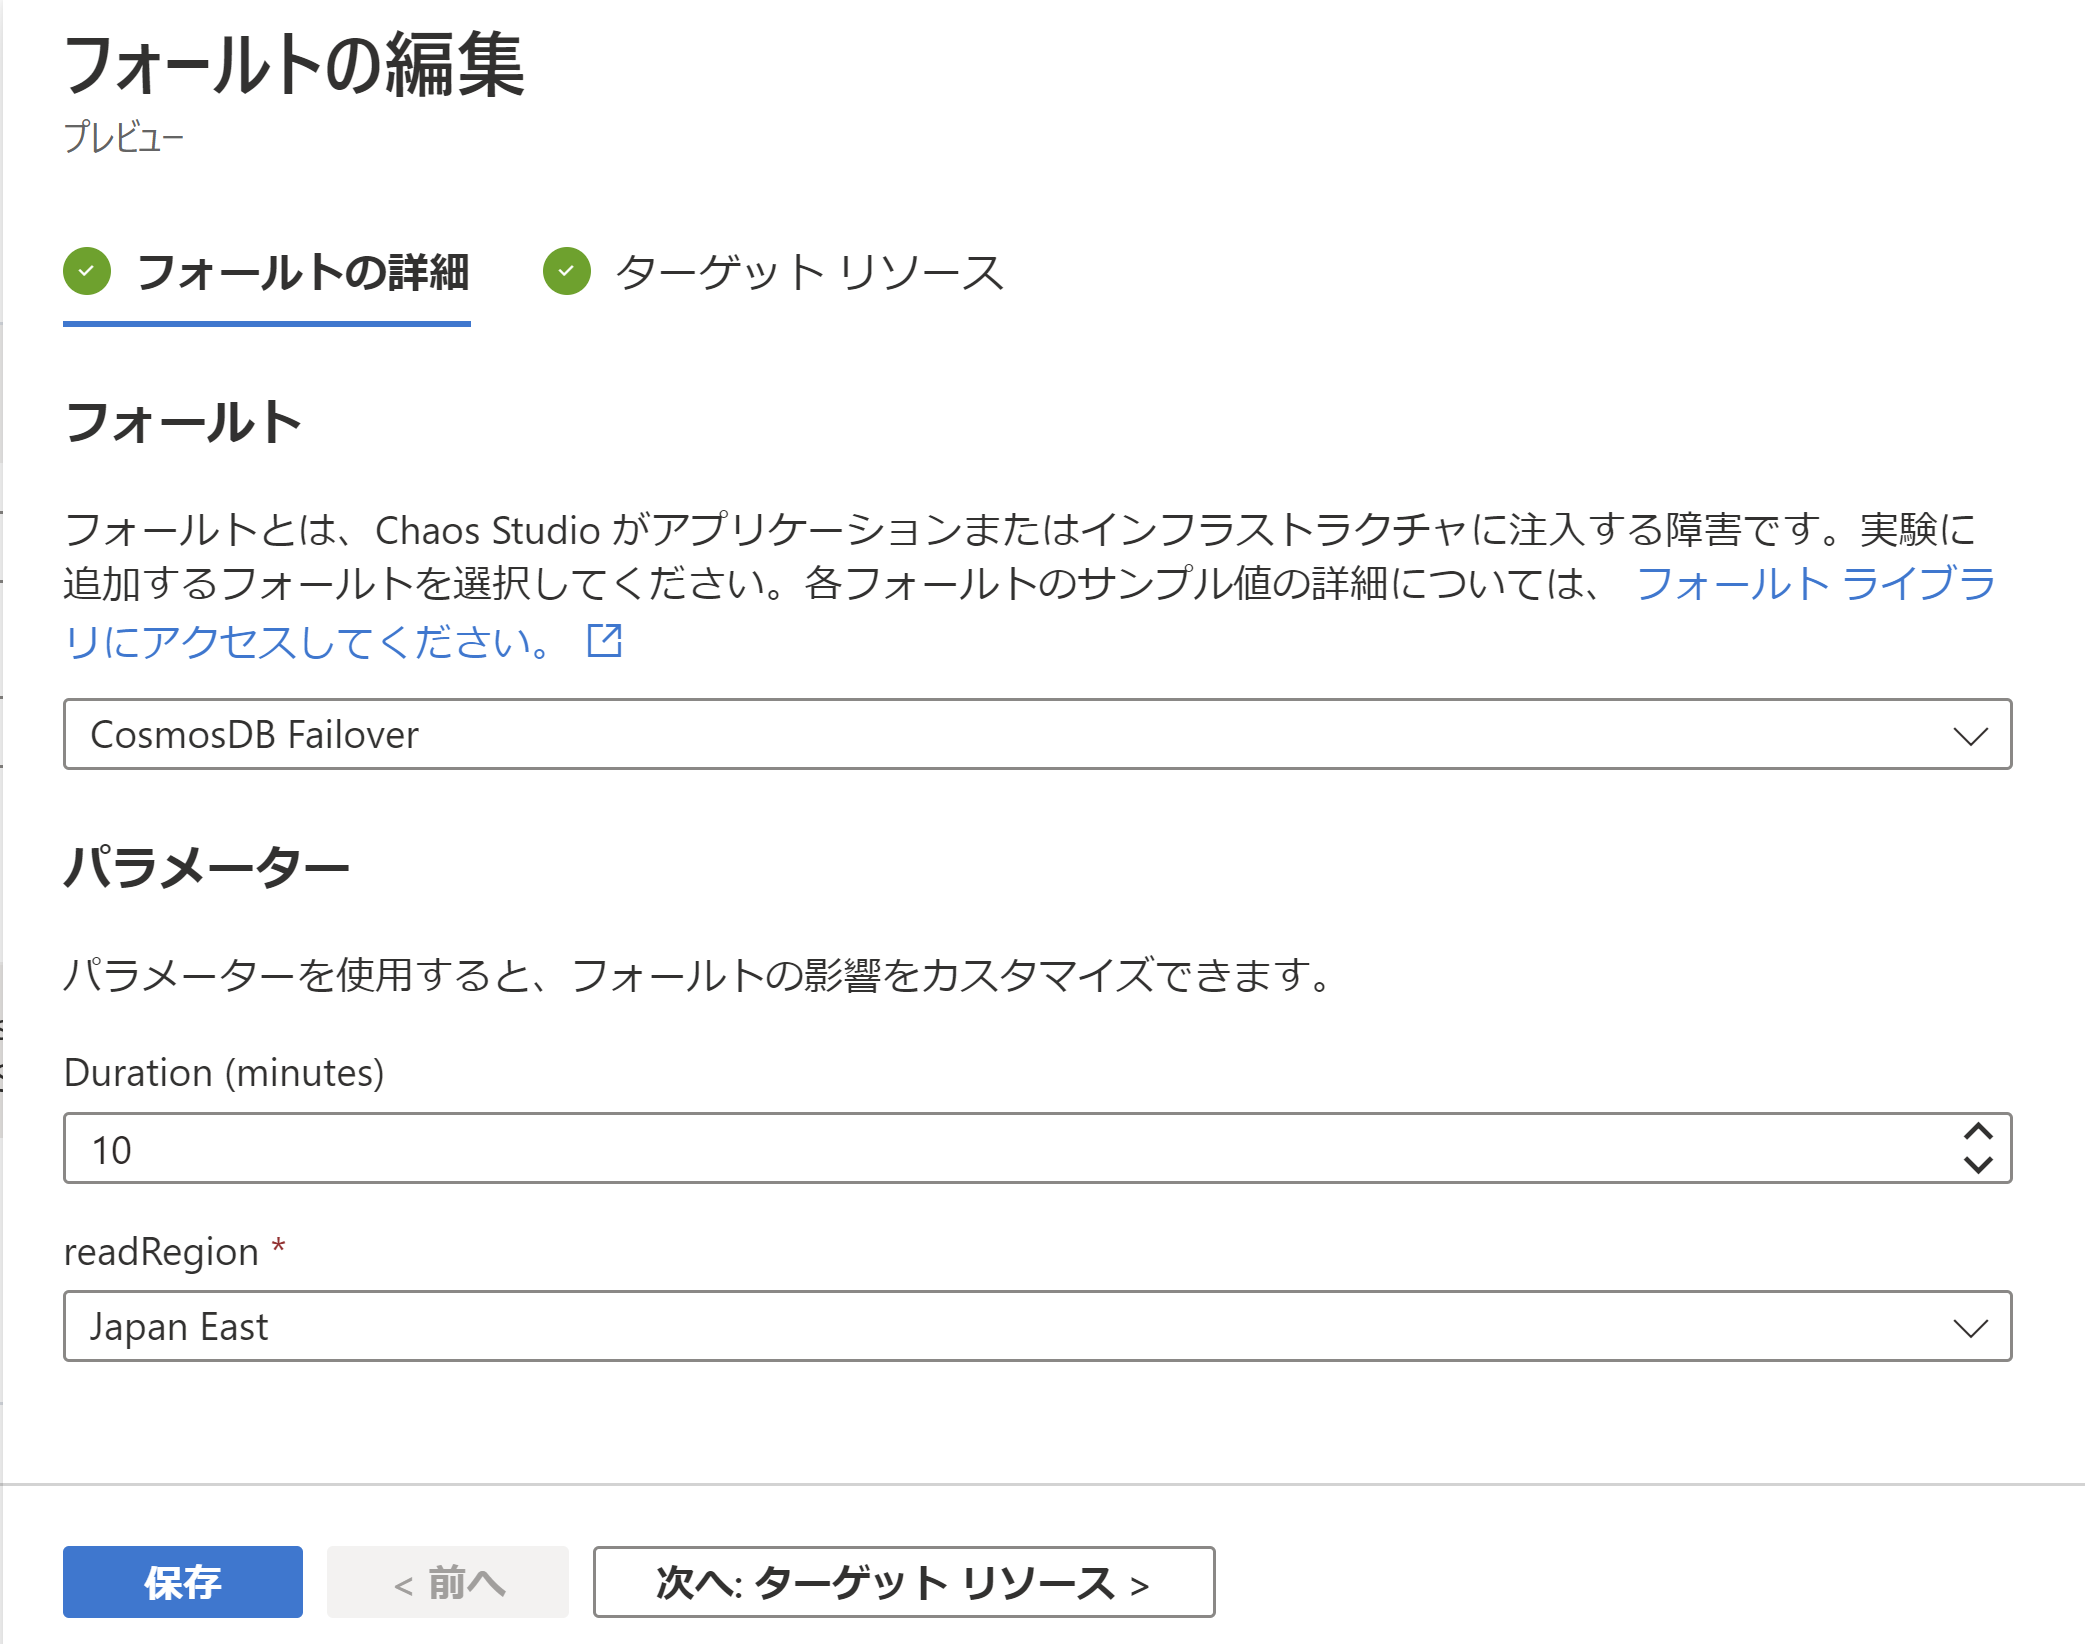 フォールトの編集
プレビュー
フォールトの詳細
ターゲット リソース
フォールト
フォールトとは、Chaos Studio がアプリケーションまたはインフラストラクチャに注入する障害です。実験に
追加するフォールトを選択してください。各フォールトのサンプル値の詳細については、 フォールト ライブラ
リにアクセスしてください。
CosmosDB Failover
パラメーター
パラメーターを使用すると、フォールトの影響をカスタマイズできます。
Duration (minutes)
10
readRegion *
Japan East
保存
< 前へ
次へ: ターゲット リソース >